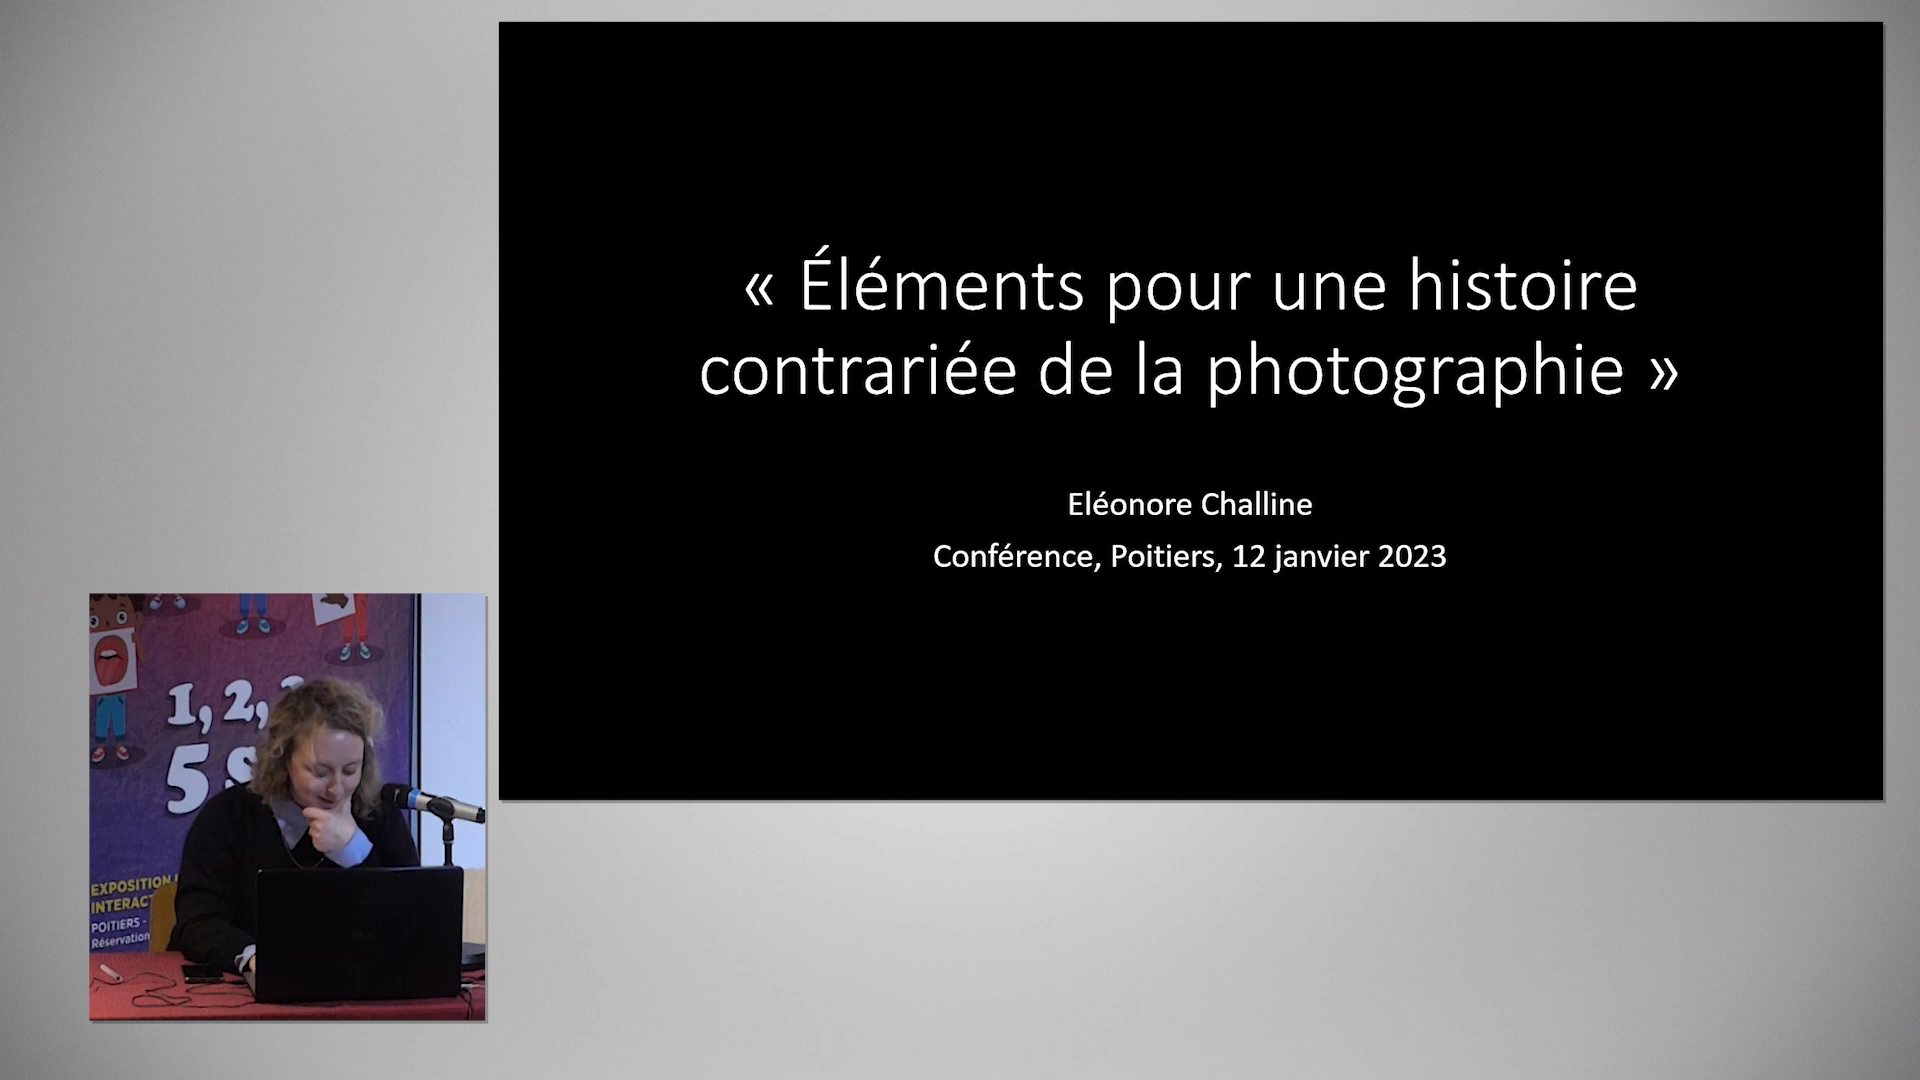 « Éléments pour une histoire
contrariée de la photographie »
Eléonore Challine
Conférence, Poitiers, 12 janvier 2023
1, 2,
5
EXPOSITION
POITIERS -
Réservation